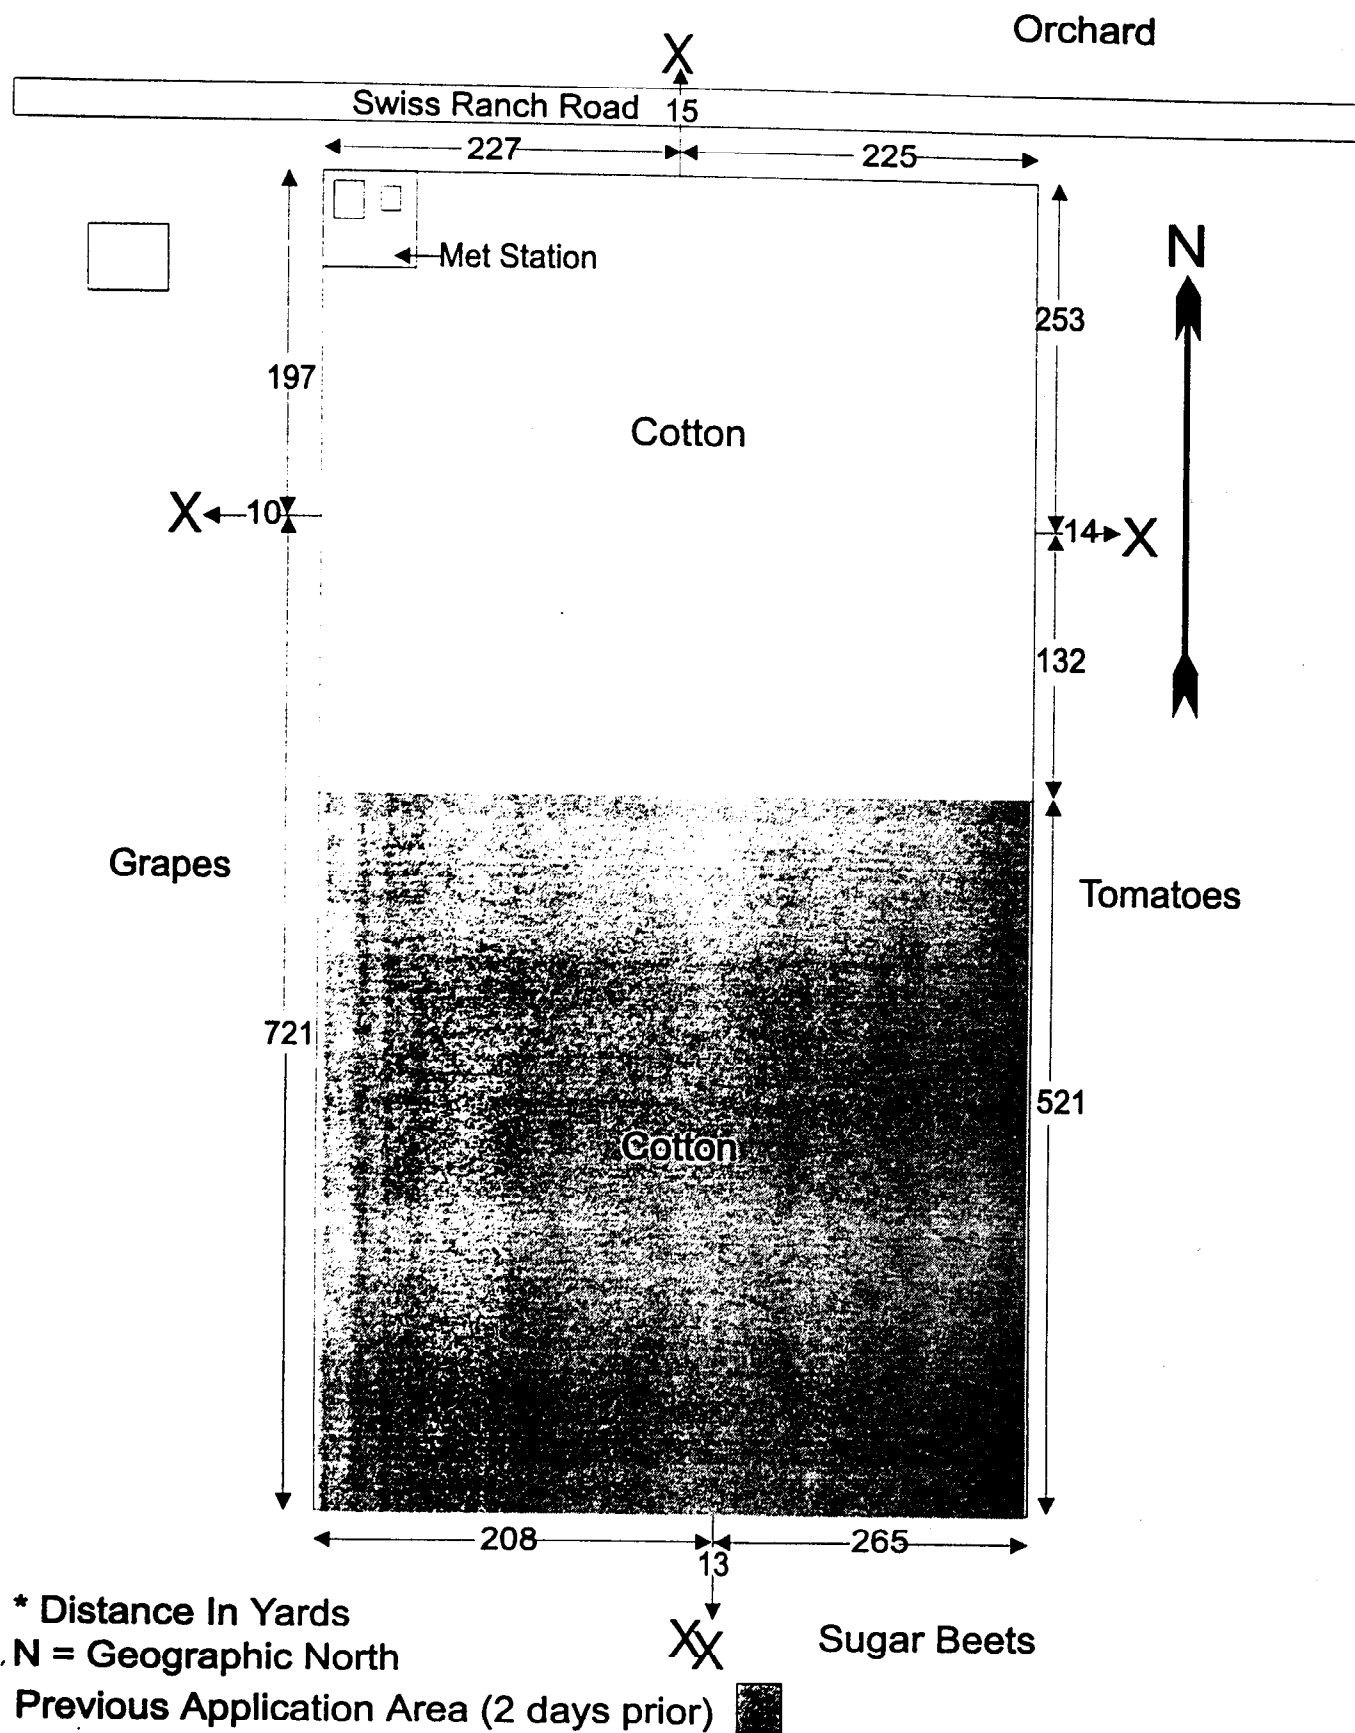 Orchard
X
Swiss Ranch Road 15
227 225
Met Station
N
253
197
Cotton
X 10
14 X
132
Grapes
Tomatoes
721
521
Cotton
208 265
13
* Distance In Yards
XX
Sugar Beets
N = Geographic North
Previous Application Area (2 days prior)